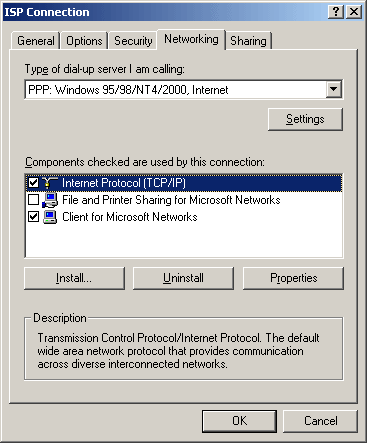 ISP Connection
General Options Security Networking Sharing
Type of dial-up server I am calling:
PPP: Windows 95/98/NT4/2000, Internet
Settings
Components checked are used by this connection:
Internet Protocol (TCP/IP)
File and Printer Sharing for Microsoft Networks
Client for Microsoft Networks
Install... Uninstall Properties
Description
Transmission Control Protocol/Internet Protocol. The default
wide area network protocol that provides communication
across diverse interconnected networks.
OK Cancel